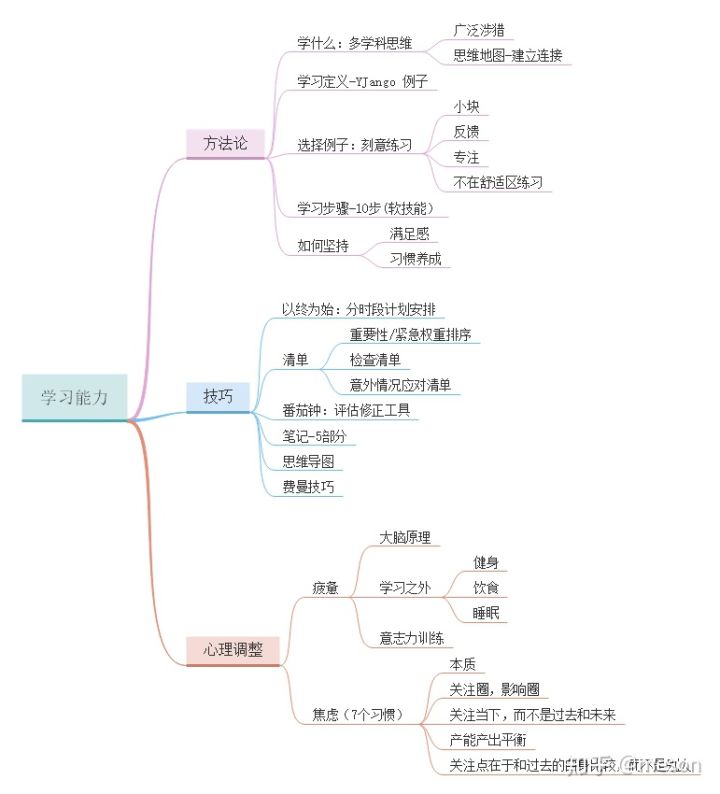 学习能力
方法论
学什么：多学科思维
广泛涉猎
思维地图-建立连接
学习定义-YJango 例子
选择例子：刻意练习
小块
反馈
专注
不在舒适区练习
学习步骤-10步(软技能）
如何坚持
满足感
习惯养成
技巧
以终为始：分时段计划安排
清单
重要性/紧急权重排序
检查清单
意外情况应对清单
番茄钟：评估修正工具
笔记-5部分
思维导图
费曼技巧
心理调整
疲惫
大脑原理
学习之外
健身
饮食
睡眠
意志力训练
焦虑（7个习惯）
本质
关注圈，影响圈
关注当下，而不是过去和未来
产能产出平衡
关注点在于和过去的自身比较，而不是
知乎